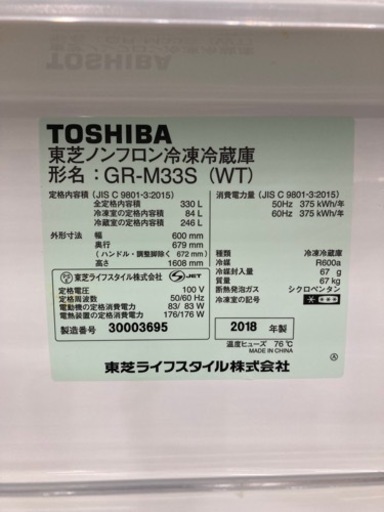 TOSHIBA
東芝ノンフロン冷凍冷蔵庫
形名：GR-M33S (WT)
定格内容積（JIS C 9801-3:2015）
全定格内容積 330 L
冷凍室の容積 84 L
冷蔵室の容積 246 L
外形寸法 幅 600 mm
奥行 679 mm
（ハンドル・調整脚除く 672 mm）
高さ 1608 mm
東芝ライフスタイル株式会社 S-JET
定格電圧 100 V
定格周波数 50/60 Hz
電動機の定格消費電力 83/ 83 W
電熱装置の定格消費電力 176/176 W
製造番号 30003695
消費電力量（JIS C 9801-3:2015）
50Hz 375 kWh/年
60Hz 375 kWh/年
種類 冷凍冷蔵庫
冷媒 R600a
冷媒封入量 67 g
断熱発泡ガス シクロペンタン
冷凍室の記号
2018 年製
温度ヒューズ 76℃
MADE IN CHINA
Ⓐ
東芝ライフスタイル株式会社